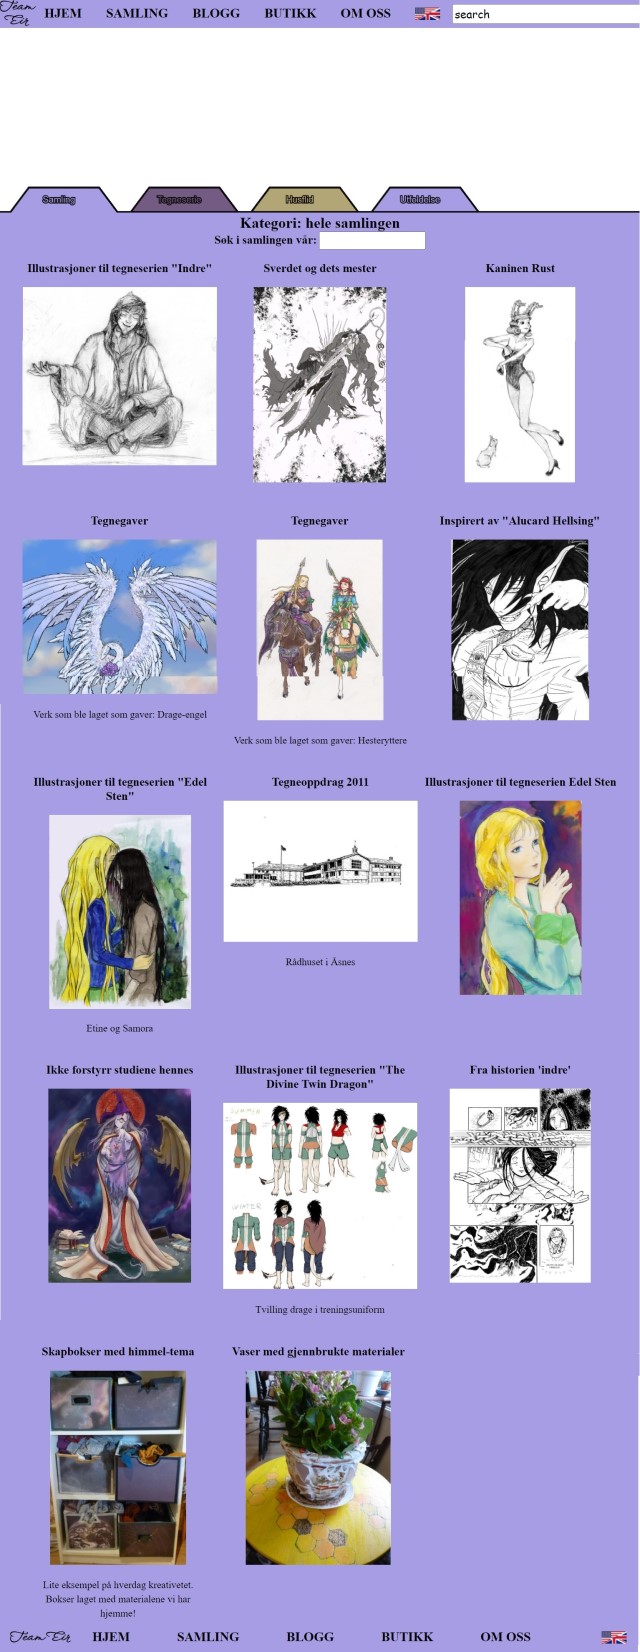 Team Eir HJEM SAMLING BLOGG BUTIKK OM OSS search
Samling Tegneserie Husflid Utfoldelse
Kategori: hele samlingen
Søk i samlingen vår:
Illustrasjoner til tegneserien "Indre"
Sverdet og dets mester
Kaninen Rust
Tegnegaver
Verk som ble laget som gaver: Drage-engel
Tegnegaver
Verk som ble laget som gaver: Hesteryttere
Inspirert av "Alucard Hellsing"
Illustrasjoner til tegneserien "Edel
Sten"
Etine og Samora
Tegneoppdrag 2011
Rådhuset i Åsnes
Illustrasjoner til tegneserien Edel Sten
Ikke forstyrr studiene hennes
Illustrasjoner til tegneserien "The
Divine Twin Dragon"
SUMMER
WINTER
Tvilling drage i treningsuniform
Fra historien 'indre'
Skapbokser med himmel-tema
Lite eksempel på hverdag kreativetet.
Bokser laget med materialene vi har
hjemme!
Vaser med gjennbrukte materialer
Team Eir HJEM SAMLING BLOGG BUTIKK OM OSS